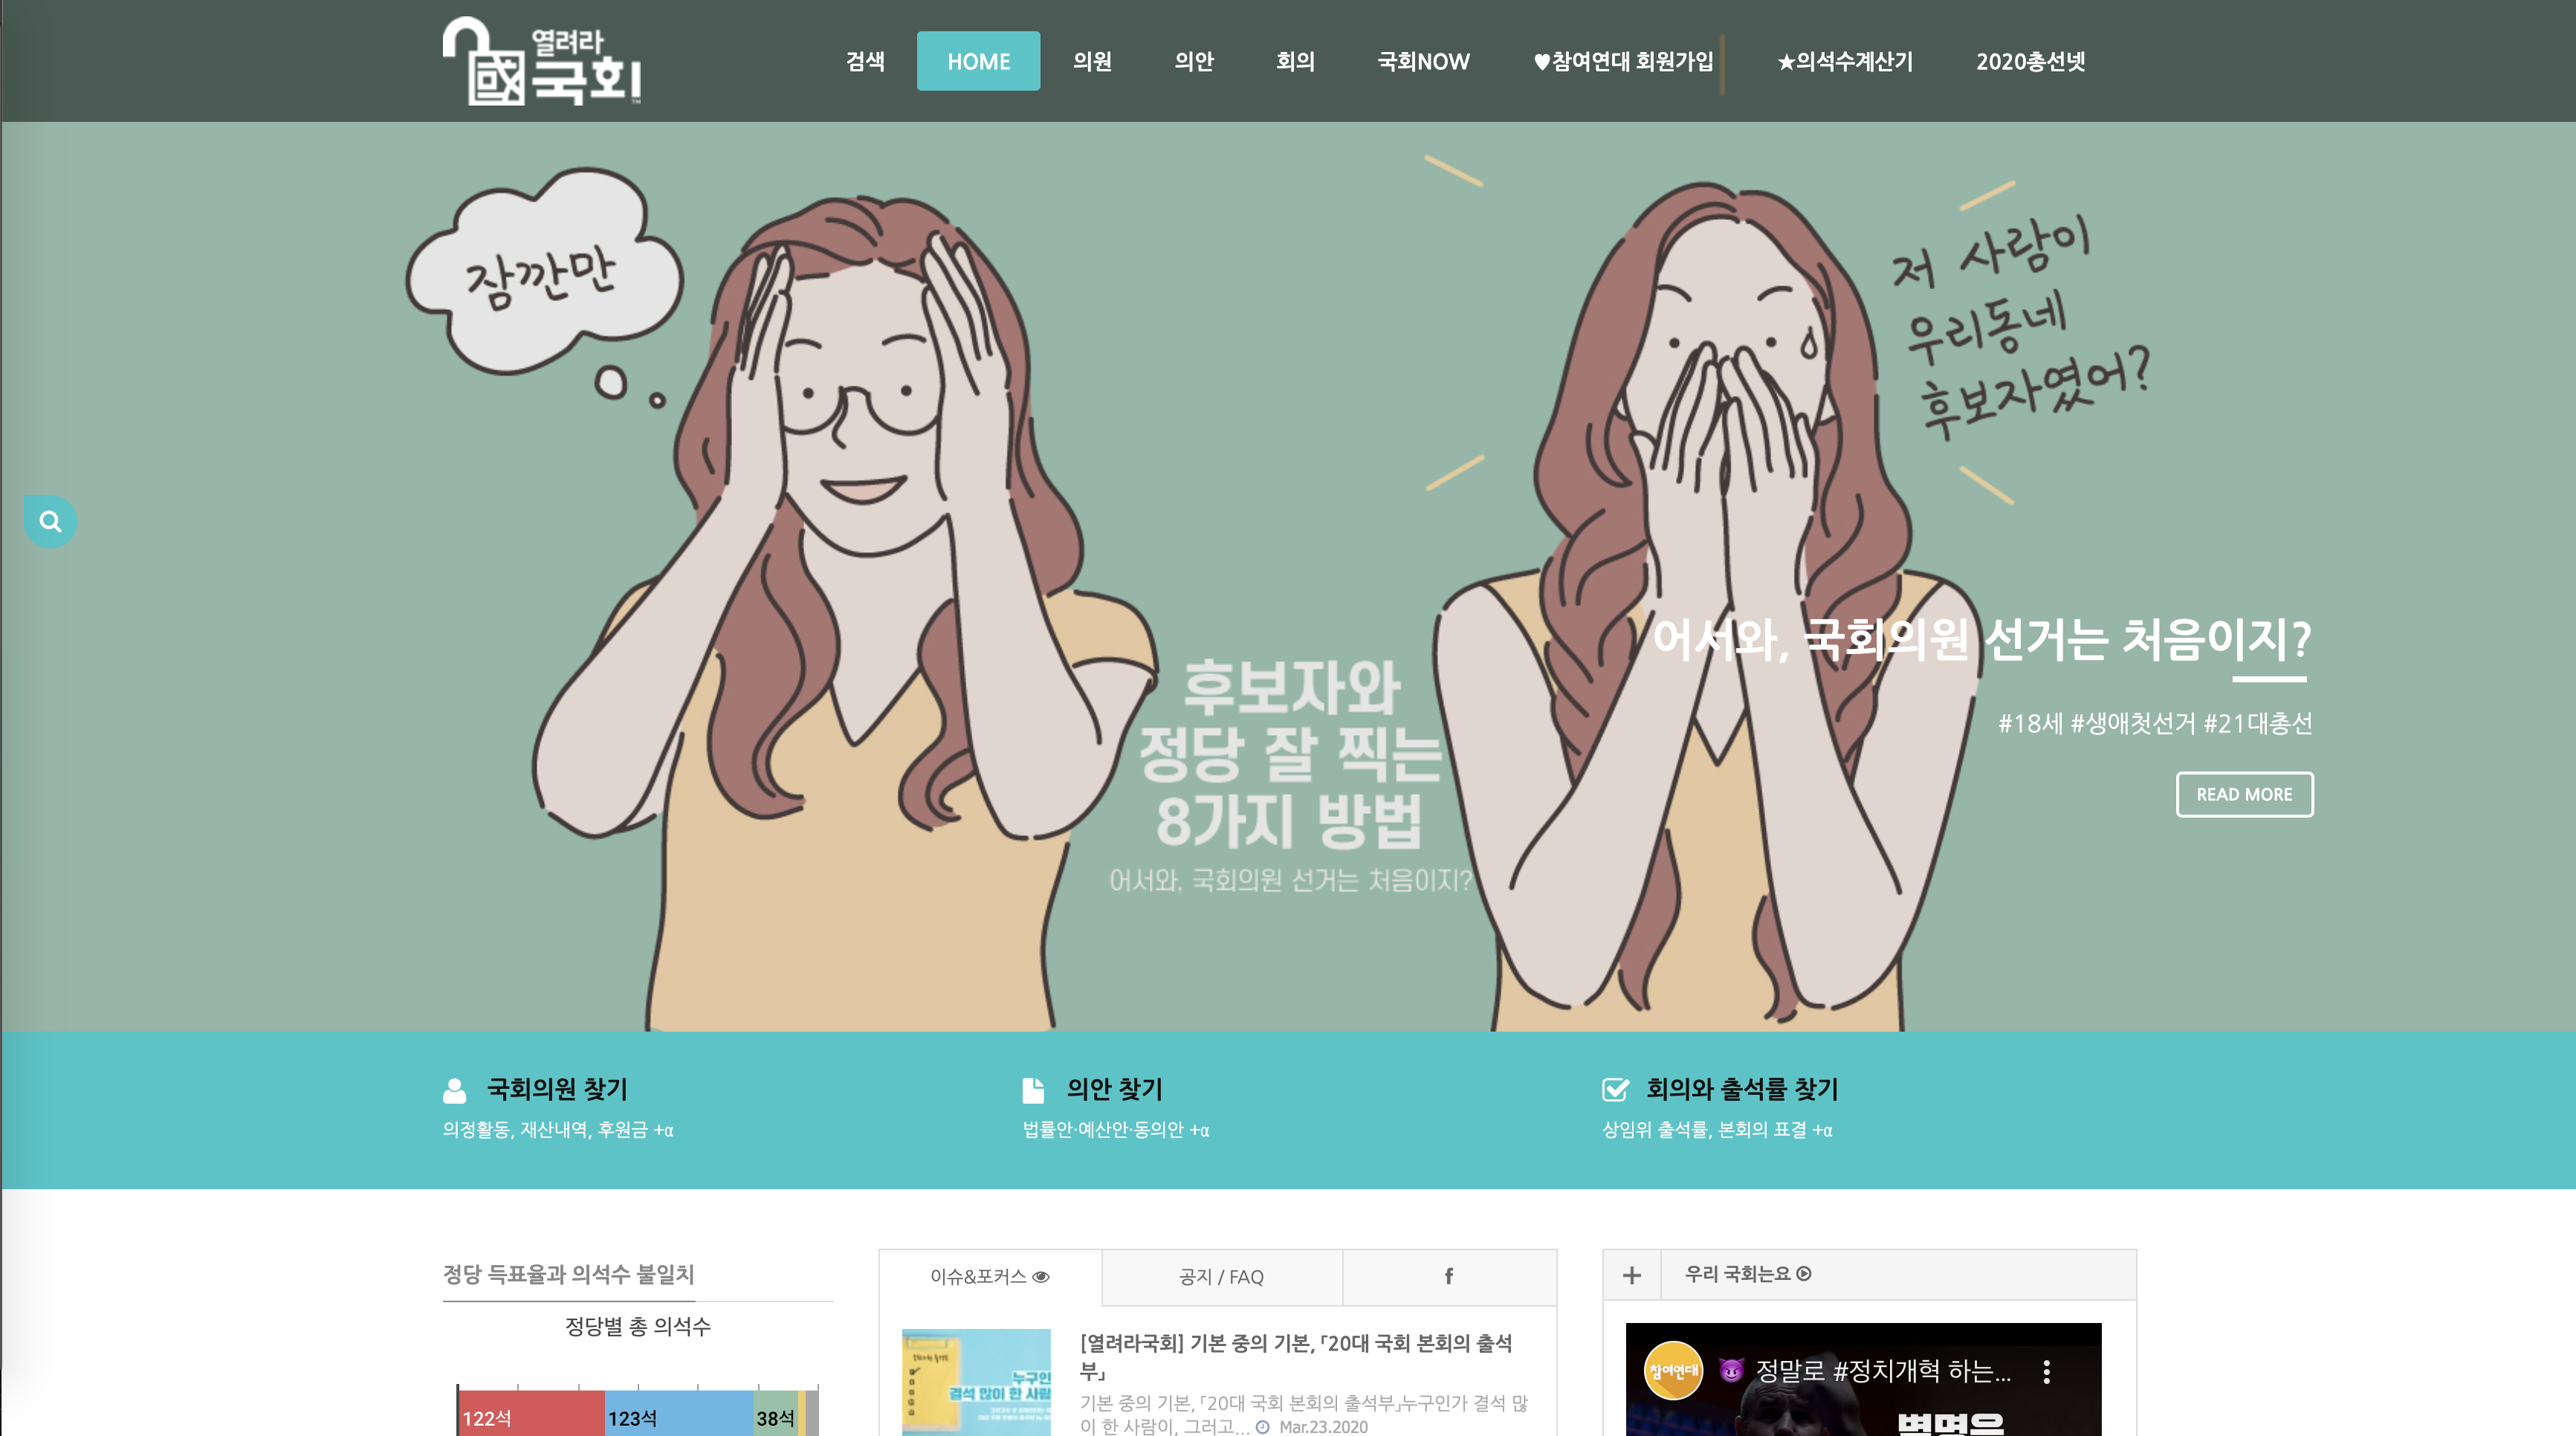 열려라
國국회!
TM
검색 HOME 의원 의안 회의 국회NOW ♥참여연대 회원가입 ★의석수계산기 2020총선넷
잠깐만
저 사람이
우리동네
후보자였어?
후보자와
정당 잘 찍는
8가지 방법
어서와, 국회의원 선거는 처음이지?
어서와, 국회의원 선거는 처음이지?
#18세 #생애첫선거 #21대총선
READ MORE
국회의원 찾기
의정활동, 재산내역, 후원금 +α
의안 찾기
법률안·예산안·동의안 +α
회의와 출석률 찾기
상임위 출석률, 본회의 표결 +α
정당 득표율과 의석수 불일치
정당별 총 의석수
122석 123석 38석
이슈&포커스 공지 / FAQ f
누구인
결석 많이 한 사람
[열려라국회] 기본 중의 기본, 「20대 국회 본회의 출석
부」
기본 중의 기본, 「20대 국회 본회의 출석부」누구인가 결석 많
이 한 사람이, 그러고... Mar.23.2020
+ 우리 국회는요
참여연대 😈 정말로 #정치개혁 하는...